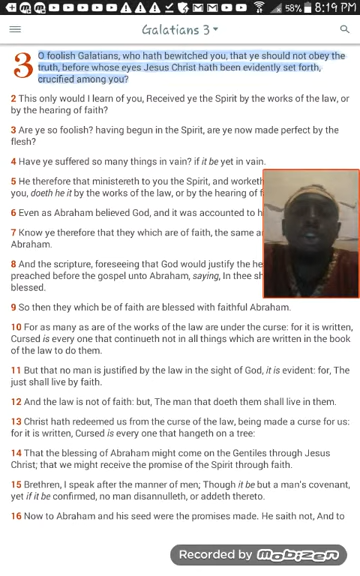 58% 8:19 PM
Galatians 3
3 O foolish Galatians, who hath bewitched you, that ye should not obey the
truth, before whose eyes Jesus Christ hath been evidently set forth,
crucified among you?
2 This only would I learn of you, Received ye the Spirit by the works of the law, or
by the hearing of faith?
3 Are ye so foolish? having begun in the Spirit, are ye now made perfect by the
flesh?
4 Have ye suffered so many things in vain? if it be yet in vain.
5 He therefore that ministereth to you the Spirit, and worketh
you, doeth he it by the works of the law, or by the hearing of
6 Even as Abraham believed God, and it was accounted to
7 Know ye therefore that they which are of faith, the same
Abraham.
8 And the scripture, foreseeing that God would justify the
preached before the gospel unto Abraham, saying, In thee
blessed.
9 So then they which be of faith are blessed with faithful Abraham.
10 For as many as are of the works of the law are under the curse: for it is written,
Cursed is every one that continueth not in all things which are written in the book
of the law to do them.
11 But that no man is justified by the law in the sight of God, it is evident: for, The
just shall live by faith.
12 And the law is not of faith: but, The man that doeth them shall live in them.
13 Christ hath redeemed us from the curse of the law, being made a curse for us:
for it is written, Cursed is every one that hangeth on a tree:
14 That the blessing of Abraham might come on the Gentiles through Jesus
Christ; that we might receive the promise of the Spirit through faith.
15 Brethren, I speak after the manner of men; Though it be but a man's covenant,
yet if it be confirmed, no man disannulleth, or addeth thereto.
16 Now to Abraham and his seed were the promises made. He saith not, And to
Recorded by Mobizen